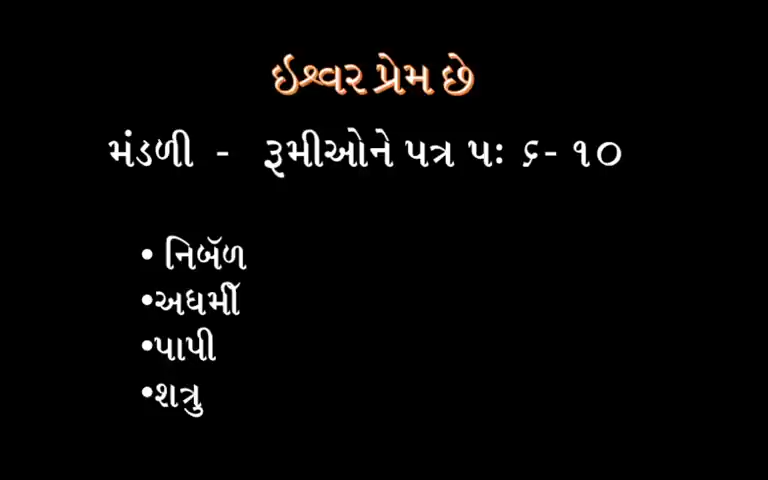 ઈશ્વર પ્રેમ છે
મંડળી - રૂમીઓને પત્ર ૫ઃ ૬- ૧૦
• નિર્બળ
•અધર્મી
•પાપી
•શત્રુ